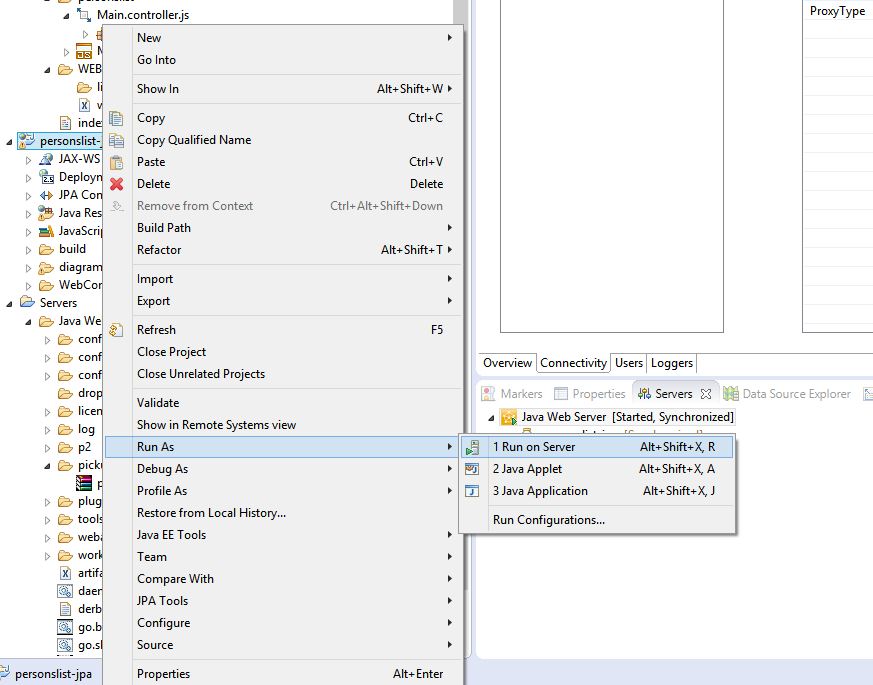 Main.controller.js
WEB
index
personslist-
JAX-WS
Deploym
JPA Con
Java Res
JavaScrip
build
diagram
WebCor
Servers
Java We
conf
conf
conf
drop
licen
log
p2
picku
plug
tools
weba
work
artifa
daen
derb
go.b
go.sl
personslist-jpa
New
Go Into
Show In Alt+Shift+W
Copy Ctrl+C
Copy Qualified Name
Paste Ctrl+V
Delete Delete
Remove from Context Ctrl+Alt+Shift+Down
Build Path
Refactor Alt+Shift+T
Import
Export
Refresh F5
Close Project
Close Unrelated Projects
Validate
Show in Remote Systems view
Run As
Debug As
Profile As
Restore from Local History...
Java EE Tools
Team
Compare With
JPA Tools
Configure
Source
Properties Alt+Enter
1 Run on Server Alt+Shift+X, R
2 Java Applet Alt+Shift+X, A
3 Java Application Alt+Shift+X, J
Run Configurations...
ProxyType
Overview Connectivity Users Loggers
Markers Properties Servers Data Source Explorer
Java Web Server [Started, Synchronized]